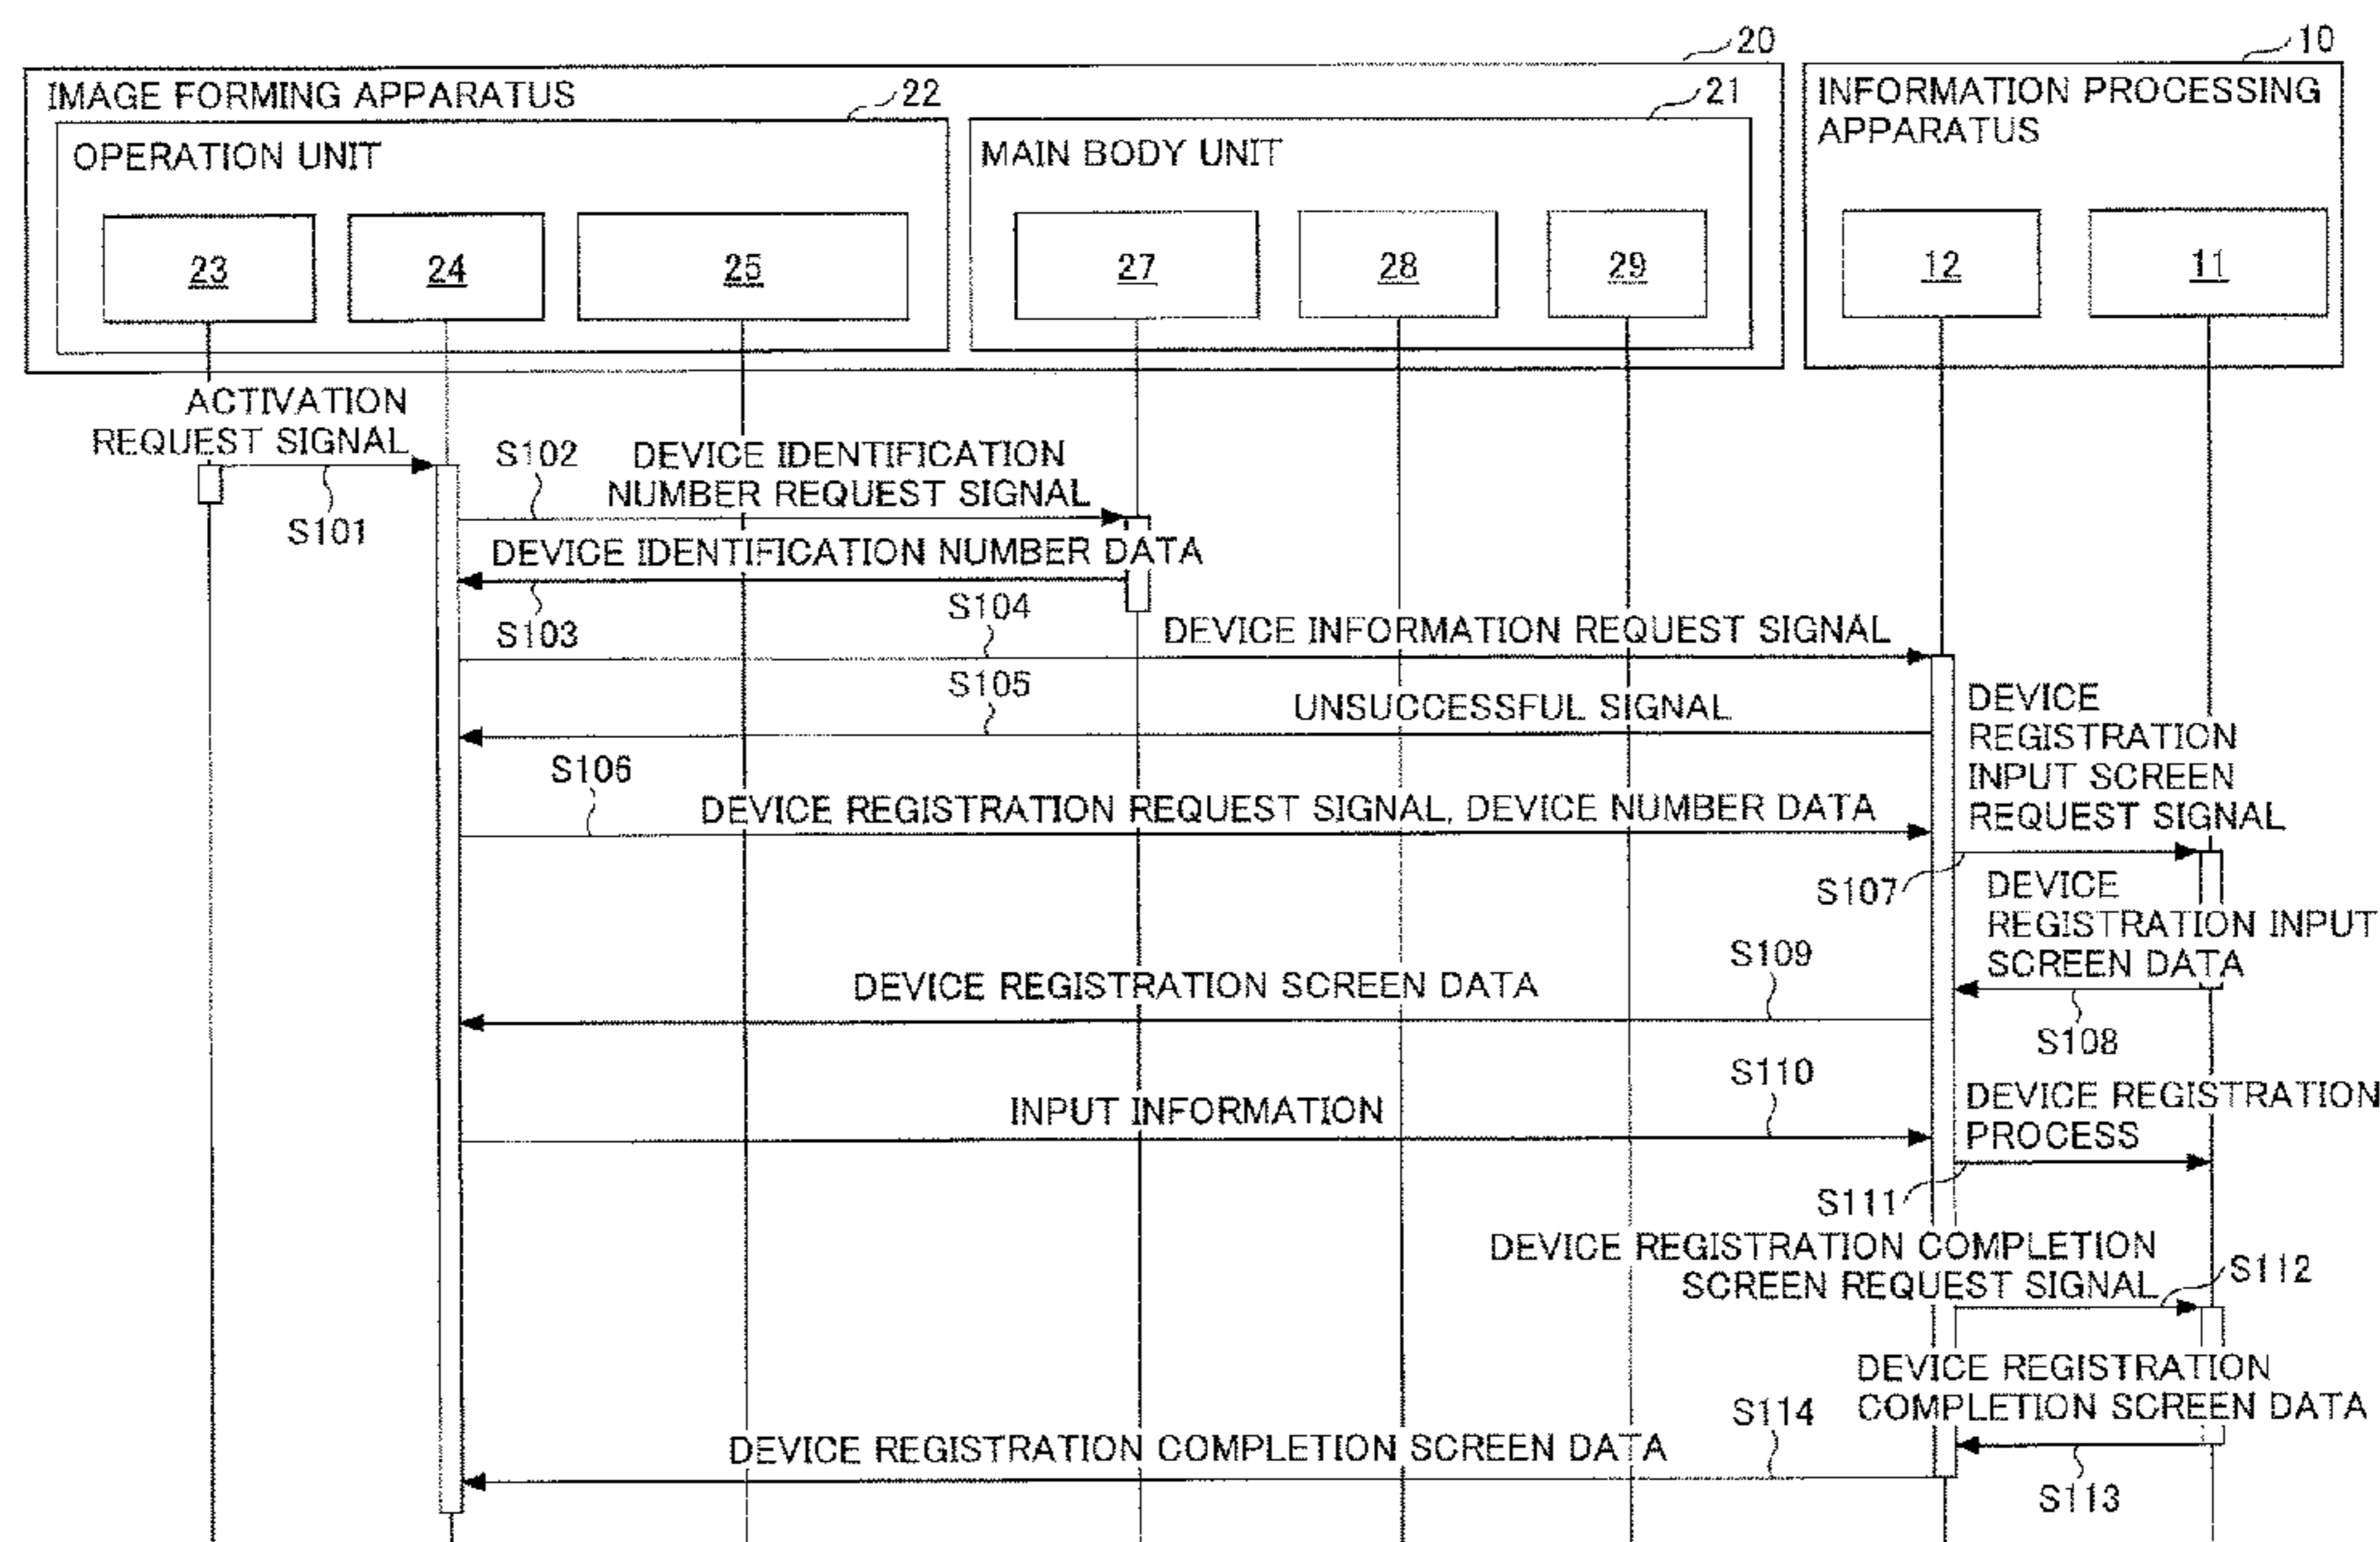 20
10
IMAGE FORMING APPARATUS
22
21
INFORMATION PROCESSING
APPARATUS
OPERATION UNIT
MAIN BODY UNIT
23
24
25
27
28
29
12
11
ACTIVATION
REQUEST SIGNAL
S101
S102
DEVICE IDENTIFICATION
NUMBER REQUEST SIGNAL
DEVICE IDENTIFICATION NUMBER DATA
S103
S104
DEVICE INFORMATION REQUEST SIGNAL
S105
UNSUCCESSFUL SIGNAL
S106
DEVICE REGISTRATION REQUEST SIGNAL, DEVICE NUMBER DATA
DEVICE
REGISTRATION
INPUT SCREEN
REQUEST SIGNAL
S107
DEVICE
REGISTRATION INPUT
SCREEN DATA
S108
S109
DEVICE REGISTRATION SCREEN DATA
S110
INPUT INFORMATION
DEVICE REGISTRATION
PROCESS
S111
DEVICE REGISTRATION COMPLETION
SCREEN REQUEST SIGNAL
S112
DEVICE REGISTRATION
COMPLETION SCREEN DATA
S113
S114
DEVICE REGISTRATION COMPLETION SCREEN DATA